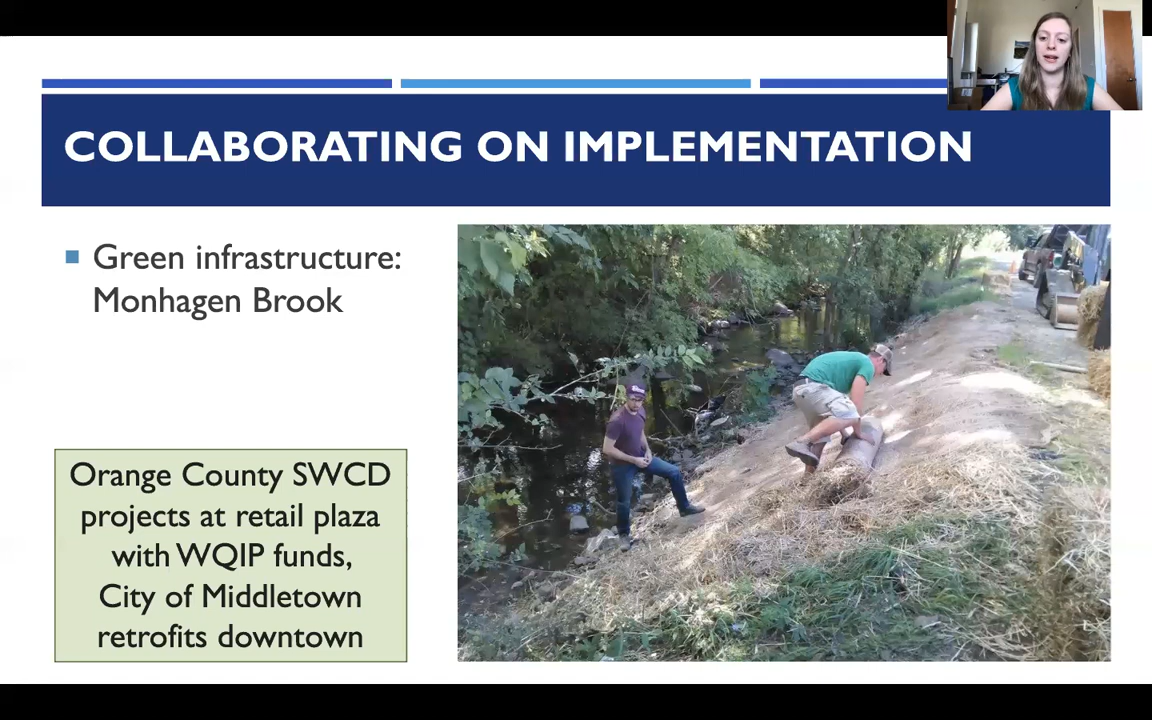 COLLABORATING ON IMPLEMENTATION
Green infrastructure:
Monhagen Brook
Orange County SWCD
projects at retail plaza
with WQIP funds,
City of Middletown
retrofits downtown